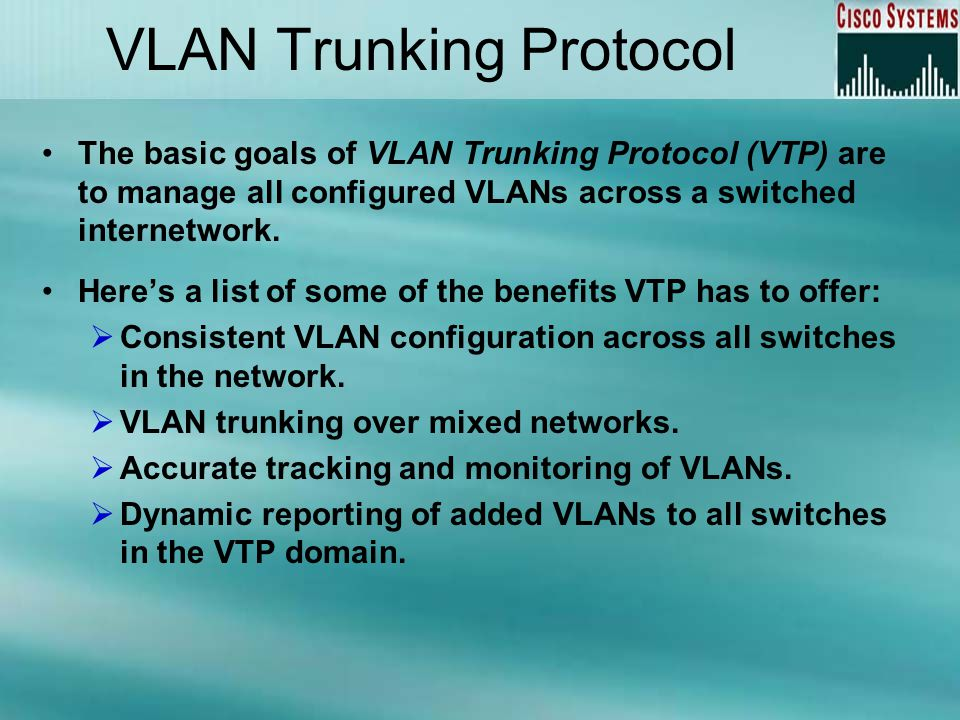 VLAN Trunking Protocol
CISCO SYSTEMS
• The basic goals of VLAN Trunking Protocol (VTP) are
to manage all configured VLANs across a switched
internetwork.
• Here’s a list of some of the benefits VTP has to offer:
➢ Consistent VLAN configuration across all switches
in the network.
➢ VLAN trunking over mixed networks.
➢ Accurate tracking and monitoring of VLANs.
➢ Dynamic reporting of added VLANs to all switches
in the VTP domain.